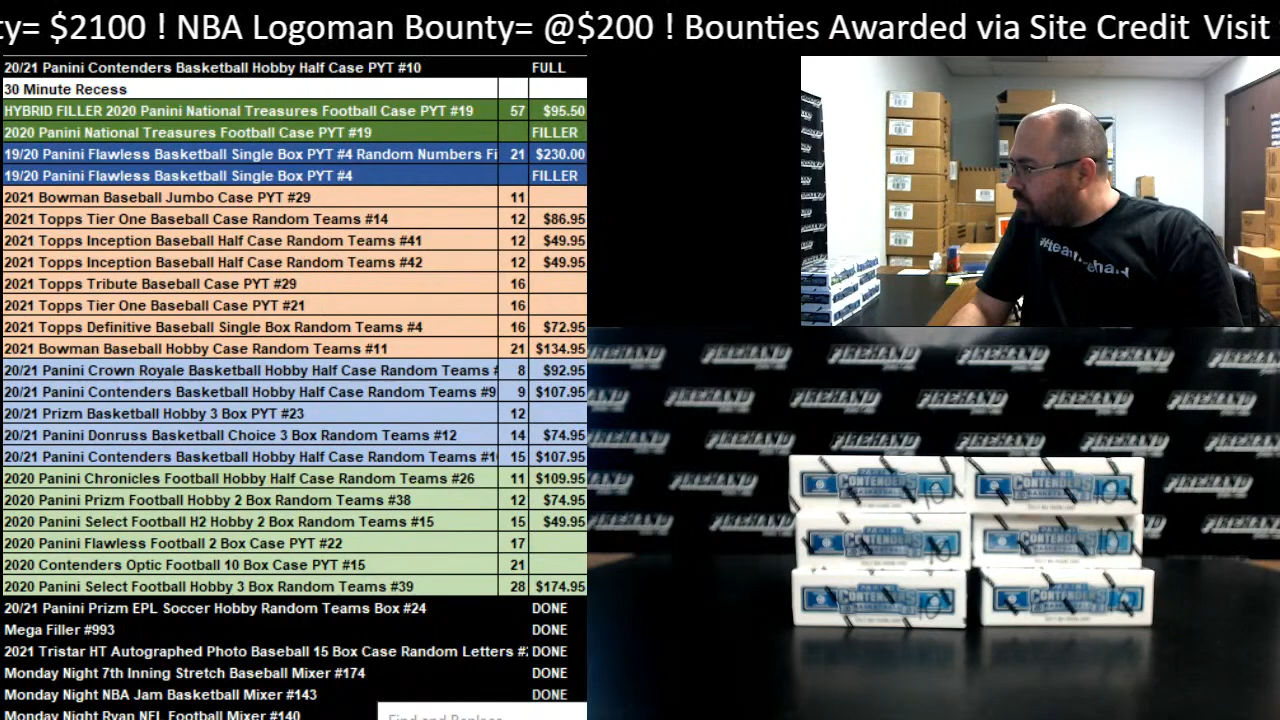 ty= $2100 ! NBA Logoman Bounty= @$200 ! Bounties Awarded via Site Credit Visit
20/21 Panini Contenders Basketball Hobby Half Case PYT #10 FULL
30 Minute Recess
HYBRID FILLER 2020 Panini National Treasures Football Case PYT #19 57 $95.50
2020 Panini National Treasures Football Case PYT #19 FILLER
19/20 Panini Flawless Basketball Single Box PYT #4 Random Numbers Fi 21 $230.00
19/20 Panini Flawless Basketball Single Box PYT #4 FILLER
2021 Bowman Baseball Jumbo Case PYT #29 11
2021 Topps Tier One Baseball Case Random Teams #14 12 $86.95
2021 Topps Inception Baseball Half Case Random Teams #41 12 $49.95
2021 Topps Inception Baseball Half Case Random Teams #42 12 $49.95
2021 Topps Tribute Baseball Case PYT #29 16
2021 Topps Tier One Baseball Case PYT #21 16
2021 Topps Definitive Baseball Single Box Random Teams #4 16 $72.95
2021 Bowman Baseball Hobby Case Random Teams #11 21 $134.95
20/21 Panini Crown Royale Basketball Hobby Half Case Random Teams # 8 $92.95
20/21 Panini Contenders Basketball Hobby Half Case Random Teams #9 9 $107.95
20/21 Prizm Basketball Hobby 3 Box PYT #23 12
20/21 Panini Donruss Basketball Choice 3 Box Random Teams #12 14 $74.95
20/21 Panini Contenders Basketball Hobby Half Case Random Teams #1 15 $107.95
2020 Panini Chronicles Football Hobby Half Case Random Teams #26 11 $109.95
2020 Panini Prizm Football Hobby 2 Box Random Teams #38 12 $74.95
2020 Panini Select Football H2 Hobby 2 Box Random Teams #15 15 $49.95
2020 Panini Flawless Football 2 Box Case PYT #22 17
2020 Contenders Optic Football 10 Box Case PYT #15 21
2020 Panini Select Football Hobby 3 Box Random Teams #39 28 $174.95
20/21 Panini Prizm EPL Soccer Hobby Random Teams Box #24 DONE
Mega Filler #993 DONE
2021 Tristar HT Autographed Photo Baseball 15 Box Case Random Letters #2 DONE
Monday Night 7th Inning Stretch Baseball Mixer #174 DONE
Monday Night NBA Jam Basketball Mixer #143 DONE
Monday Night Ryan NFL Football Mixer #140
Find and Replace
FIREHAND
PANINI
CONTENDERS
BASKETBALL
10